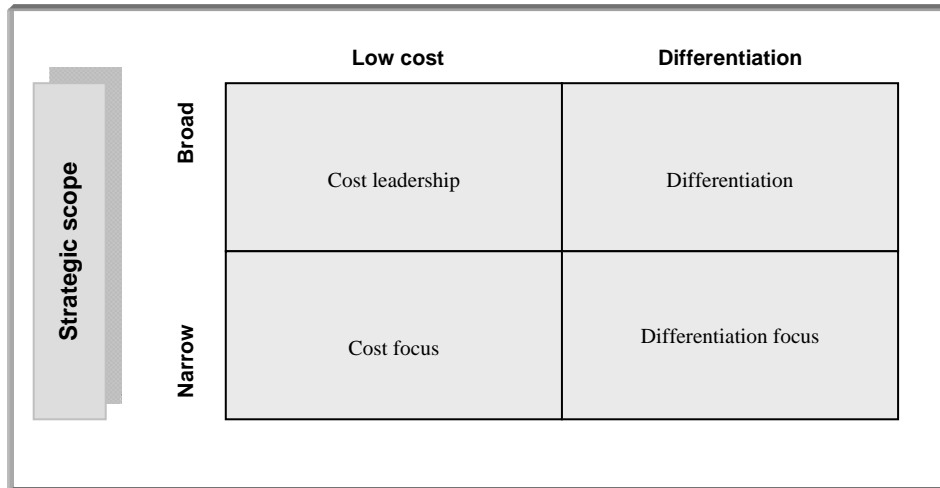 Low cost
Differentiation
Strategic scope
Broad
Cost leadership
Differentiation
Narrow
Cost focus
Differentiation focus